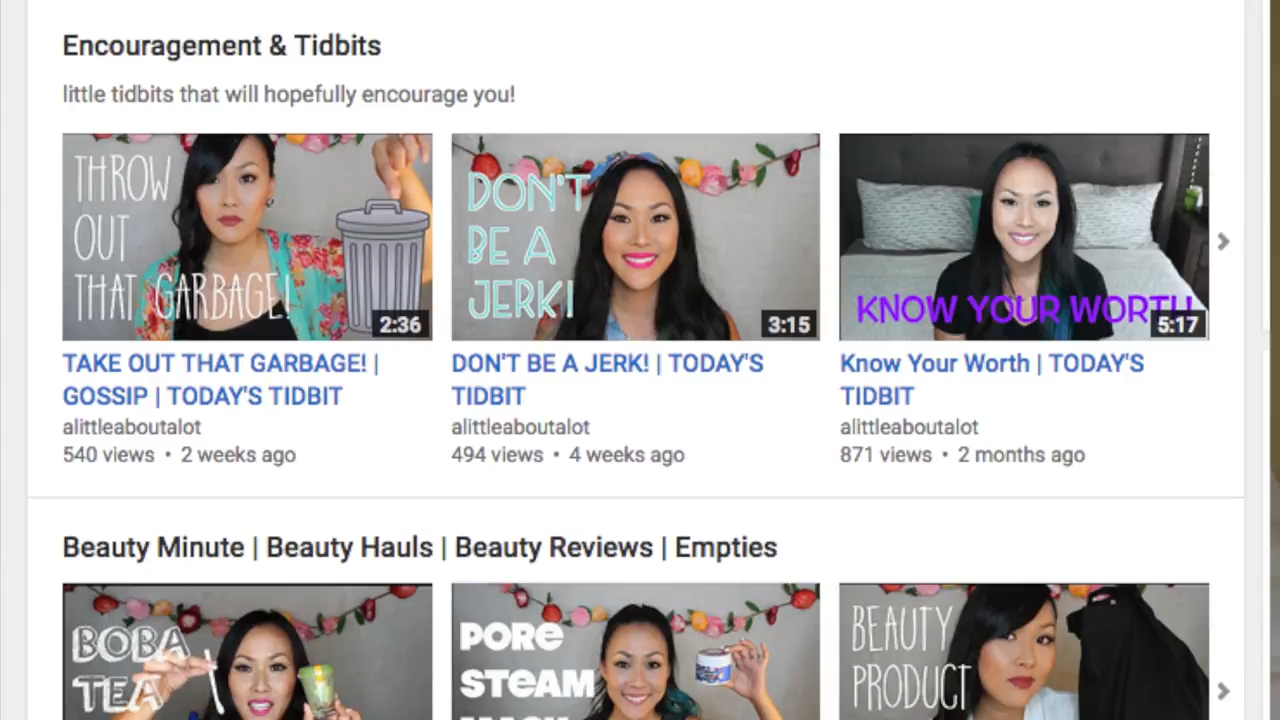 Encouragement & Tidbits
little tidbits that will hopefully encourage you!
THROW
OUT
THAT GARBAGE!
2:36
DON'T
BE A
JERK!
3:15
KNOW YOUR WORTH
5:17
TAKE OUT THAT GARBAGE! |
GOSSIP | TODAY'S TIDBIT
alittleaboutalot
540 views • 2 weeks ago
DON'T BE A JERK! | TODAY'S
TIDBIT
alittleaboutalot
494 views • 4 weeks ago
Know Your Worth | TODAY'S
TIDBIT
alittleaboutalot
871 views • 2 months ago
Beauty Minute | Beauty Hauls | Beauty Reviews | Empties
BOBA
TEA
PORE
STEAM
BEAUTY
PRODUCT